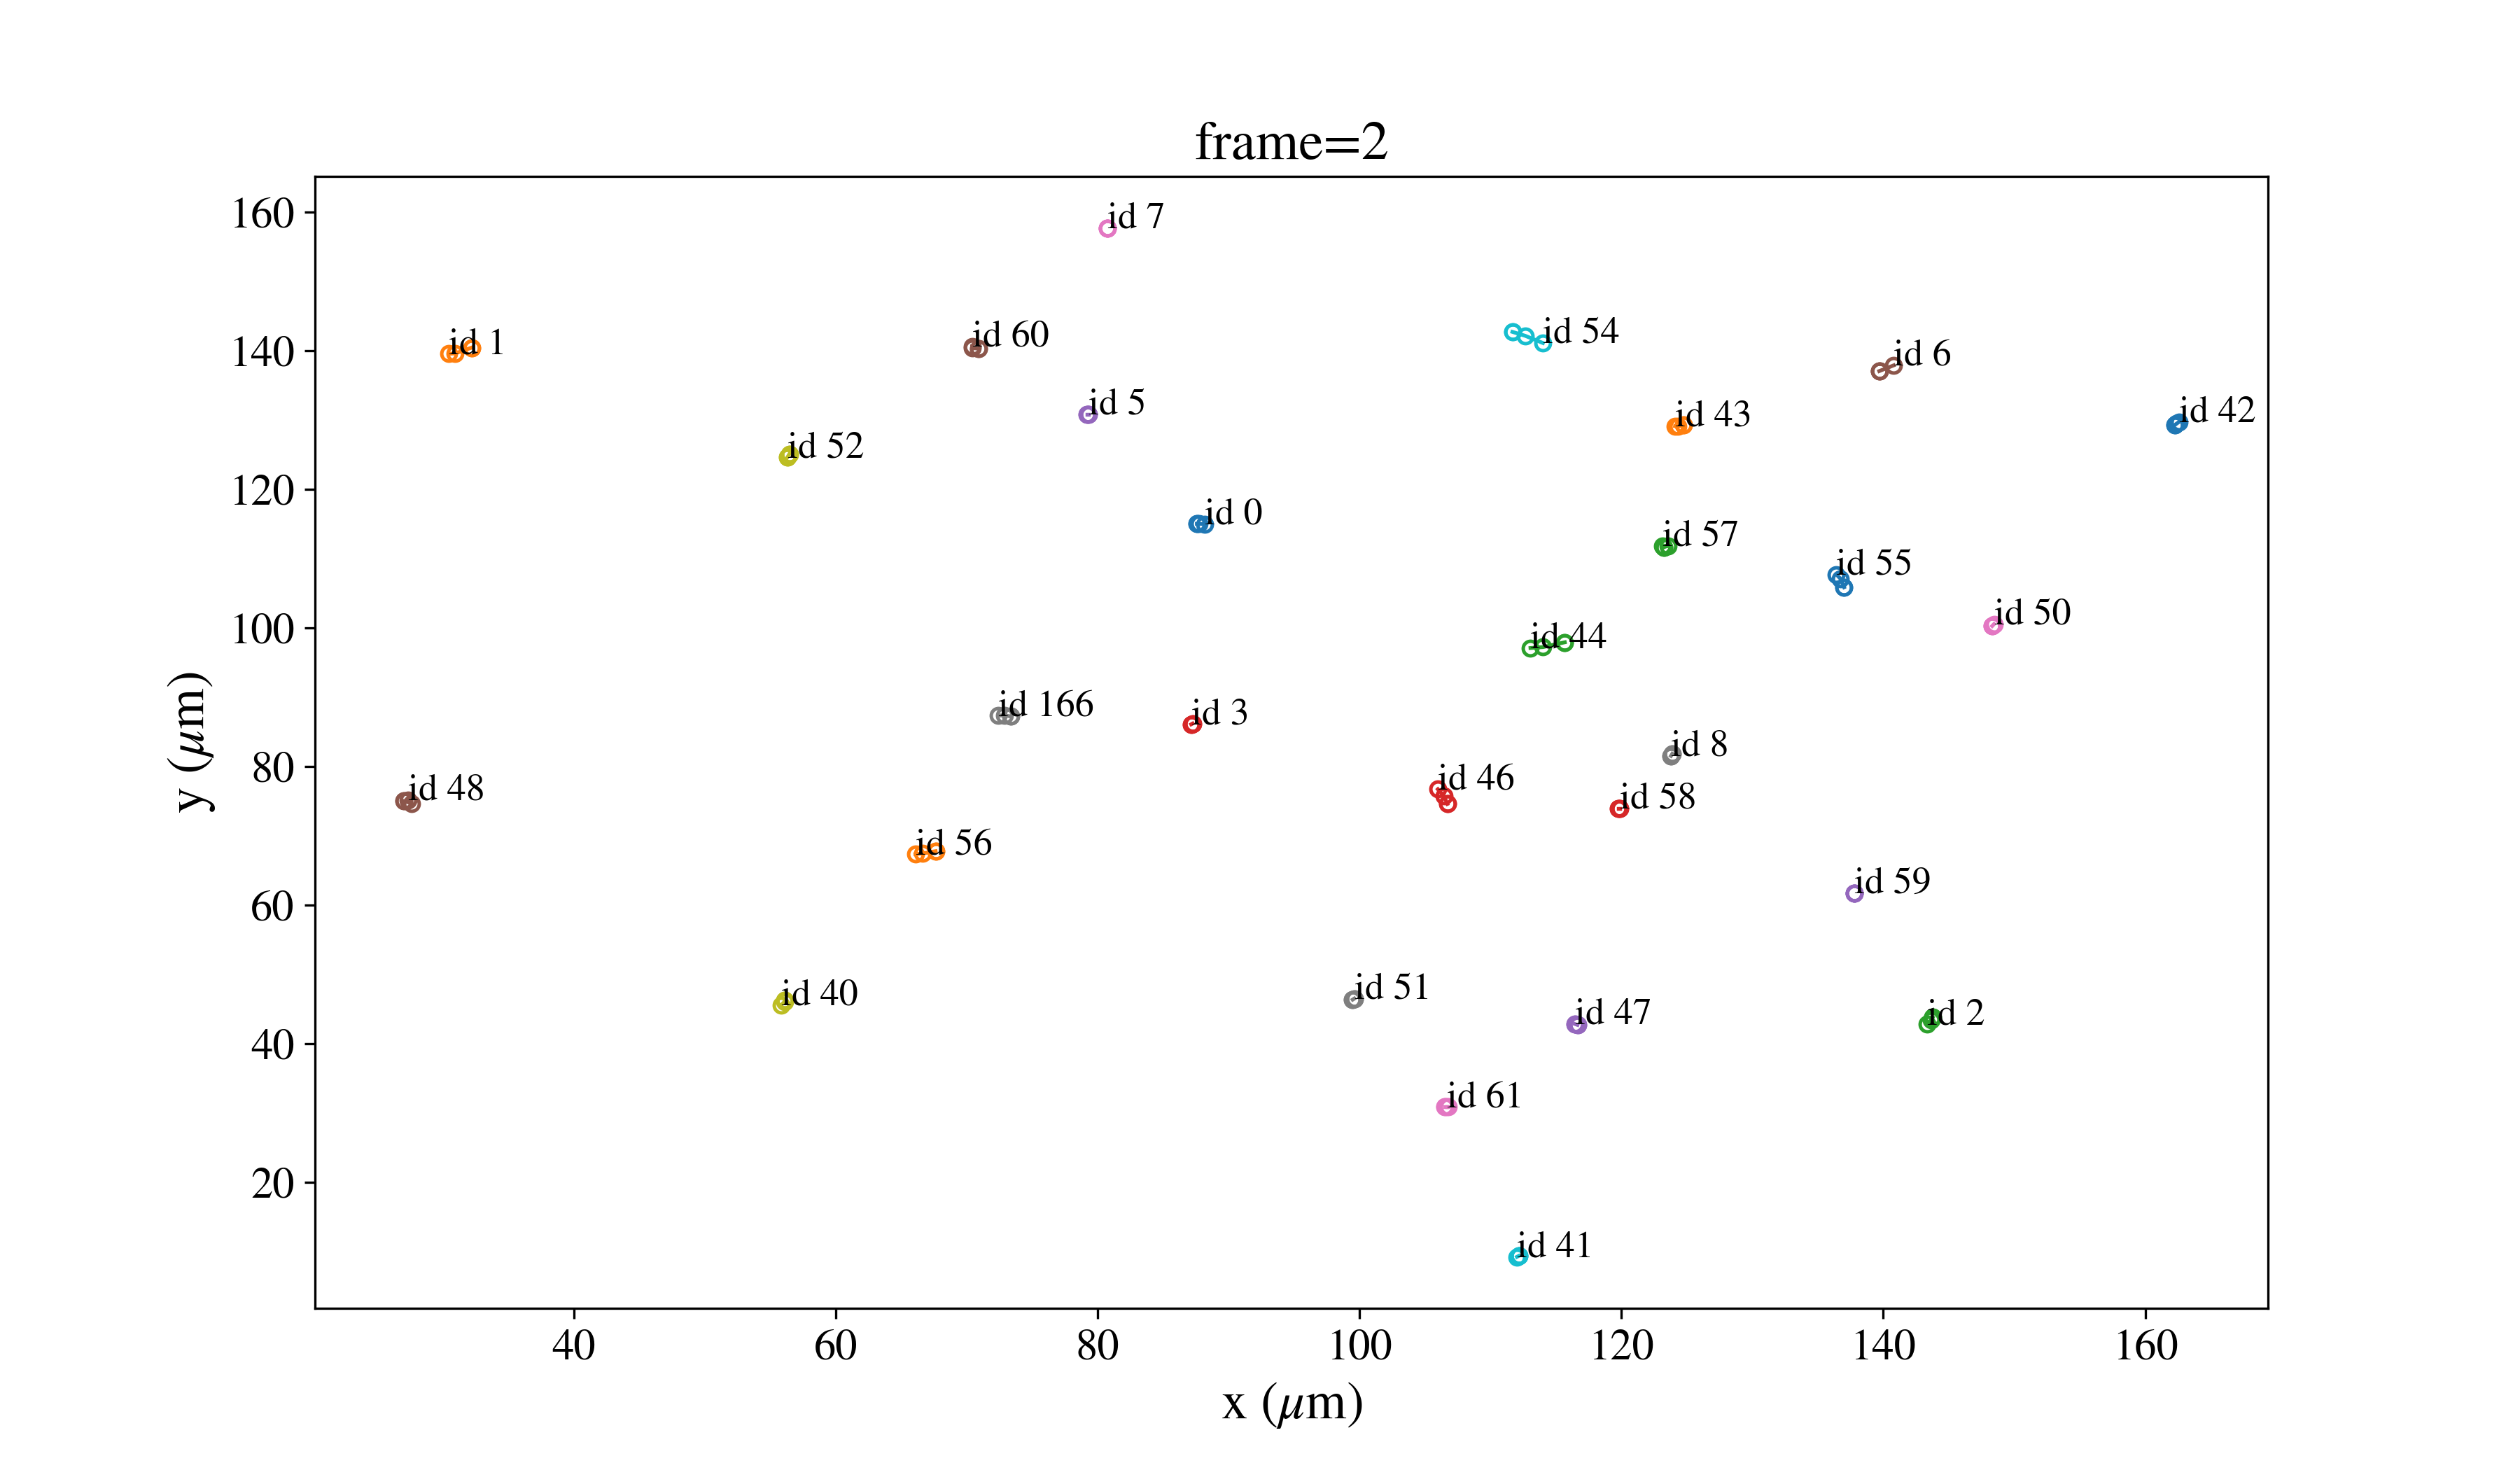 frame=2
160
id 7
id 1
id 60
id 54
140
id 6
id 5
id 43
id 42
id 52
120
id 0
id 57
id 55
100
id 50
id 44
id 166
id 3
y (μm)
80
id 8
id 48
id 46
id 58
id 56
60
id 59
id 40
id 51
id 47
id 2
40
id 61
20
id 41
40 60 80 100 120 140 160
x (μm)